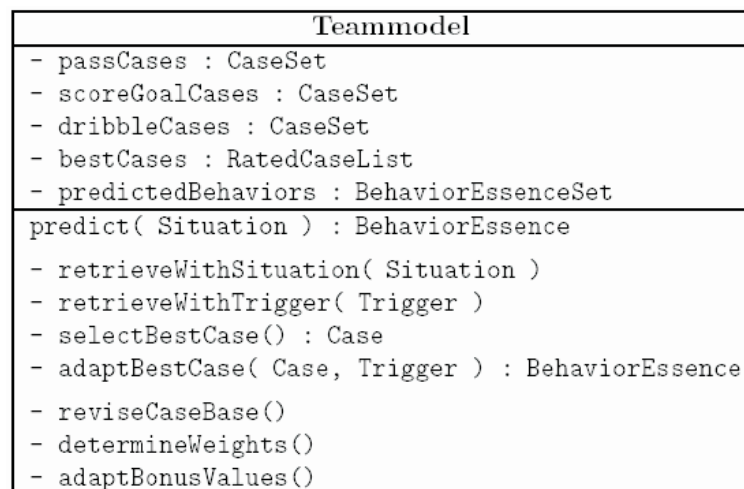 Teammodel
- passCases : CaseSet
- scoreGoalCases : CaseSet
- dribbleCases : CaseSet
- bestCases : RatedCaseList
- predictedBehaviors : BehaviorEssenceSet
predict( Situation ) : BehaviorEssence
- retrieveWithSituation( Situation )
- retrieveWithTrigger( Trigger )
- selectBestCase() : Case
- adaptBestCase( Case, Trigger ) : BehaviorEssence
- reviseCaseBase()
- determineWeights()
- adaptBonusValues()